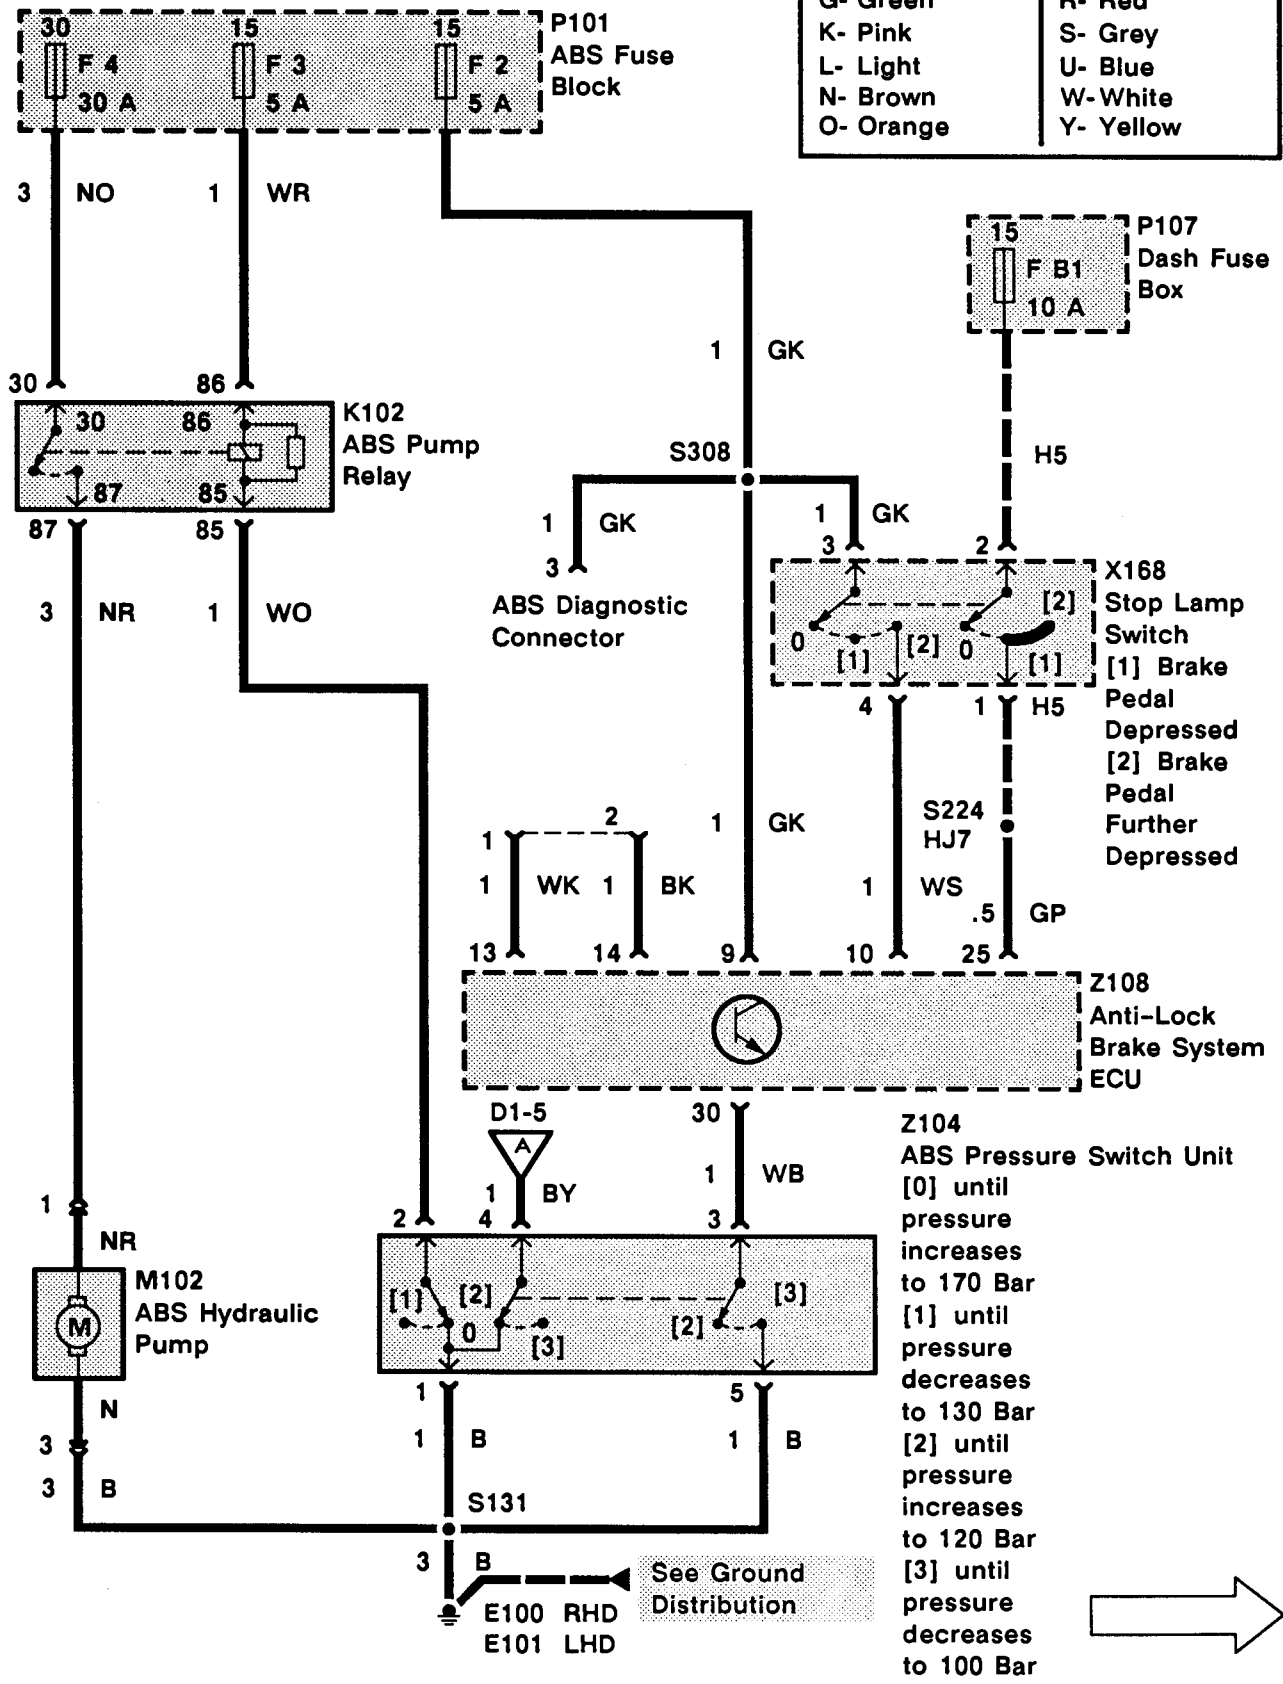 G- Green
R- Red
K- Pink
S- Grey
L- Light
U- Blue
N- Brown
W- White
O- Orange
Y- Yellow
30
15
15
P101
ABS Fuse
Block
F 4
F 3
F 2
30 A
5 A
5 A
3
NO
1
WR
15
P107
Dash Fuse
Box
F B1
10 A
1
GK
30
86
30
86
K102
ABS Pump
Relay
87
85
87
85
S308
H5
1
GK
1
GK
3
3
2
ABS Diagnostic
Connector
3
NR
1
WO
X168
Stop Lamp
Switch
[1] Brake
Pedal
Depressed
[2] Brake
Pedal
Further
Depressed
0
[1]
[2]
0
[2]
[1]
4
1
H5
S224
HJ7
1
2
1
GK
1
WK
1
BK
1
WS
.5
GP
13
14
9
10
25
Z108
Anti-Lock
Brake System
ECU
D1-5
A
30
1
BY
1
WB
Z104
ABS Pressure Switch Unit
[0] until
pressure
increases
to 170 Bar
[1] until
pressure
decreases
to 130 Bar
[2] until
pressure
increases
to 120 Bar
[3] until
pressure
decreases
to 100 Bar
1
2
4
3
NR
M102
ABS Hydraulic
Pump
M
[1]
0
[2]
[3]
[2]
[3]
N
1
5
3
1
B
1
B
3
B
S131
3
B
See Ground
Distribution
E100 RHD
E101 LHD